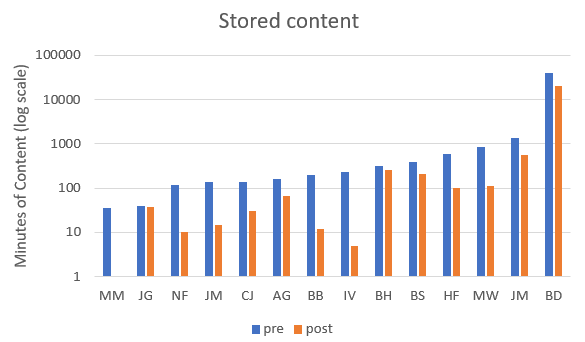 Stored content
Minutes of Content (log scale)
100000
10000
1000
100
10
1
MM JG NF JM CJ AG BB IV BH BS HF MW JM BD
pre post